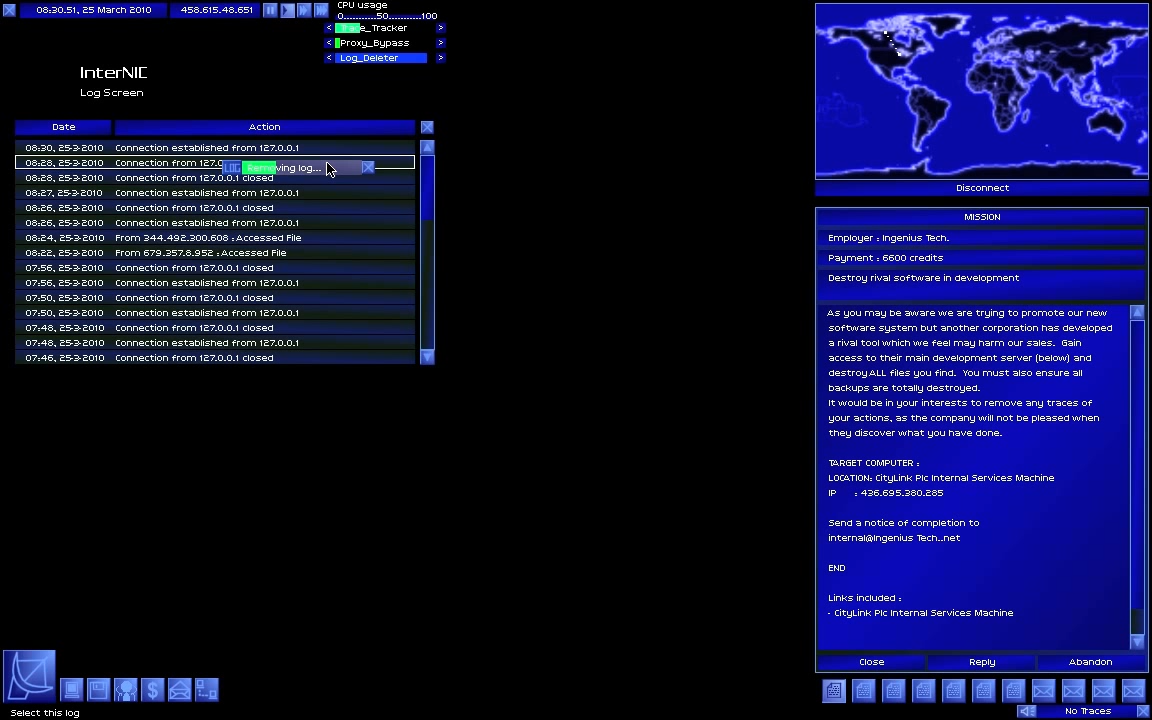 08:30.51, 25 March 2010
458.615.48.651
CPU usage
0..........50..........100
< _Tracker >
< Proxy_Bypass >
< Log_Deleter >
InterNIC
Log Screen
Date Action
08:30, 25-3-2010 Connection established from 127.0.0.1
08:28, 25-3-2010 Connection from 127.0
LOG Removing log...
08:28, 25-3-2010 Connection from 127.0.0.1 closed
08:27, 25-3-2010 Connection established from 127.0.0.1
08:26, 25-3-2010 Connection from 127.0.0.1 closed
08:26, 25-3-2010 Connection established from 127.0.0.1
08:24, 25-3-2010 From 344.492.300.608 : Accessed File
08:22, 25-3-2010 From 679.357.8.952 : Accessed File
07:56, 25-3-2010 Connection from 127.0.0.1 closed
07:56, 25-3-2010 Connection established from 127.0.0.1
07:50, 25-3-2010 Connection from 127.0.0.1 closed
07:50, 25-3-2010 Connection established from 127.0.0.1
07:48, 25-3-2010 Connection from 127.0.0.1 closed
07:48, 25-3-2010 Connection established from 127.0.0.1
07:46, 25-3-2010 Connection from 127.0.0.1 closed
Disconnect
MISSION
Employer : Ingenius Tech.
Payment : 6600 credits
Destroy rival software in development
As you may be aware we are trying to promote our new
software system but another corporation has developed
a rival tool which we feel may harm our sales. Gain
access to their main development server (below) and
destroy ALL files you find. You must also ensure all
backups are totally destroyed.
It would be in your interests to remove any traces of
your actions, as the company will not be pleased when
they discover what you have done.
TARGET COMPUTER :
LOCATION: CityLink Plc Internal Services Machine
IP : 436.695.380.285
Send a notice of completion to
internal@Ingenius Tech..net
END
Links included :
- CityLink Plc Internal Services Machine
Close Reply Abandon
Select this log
No Traces